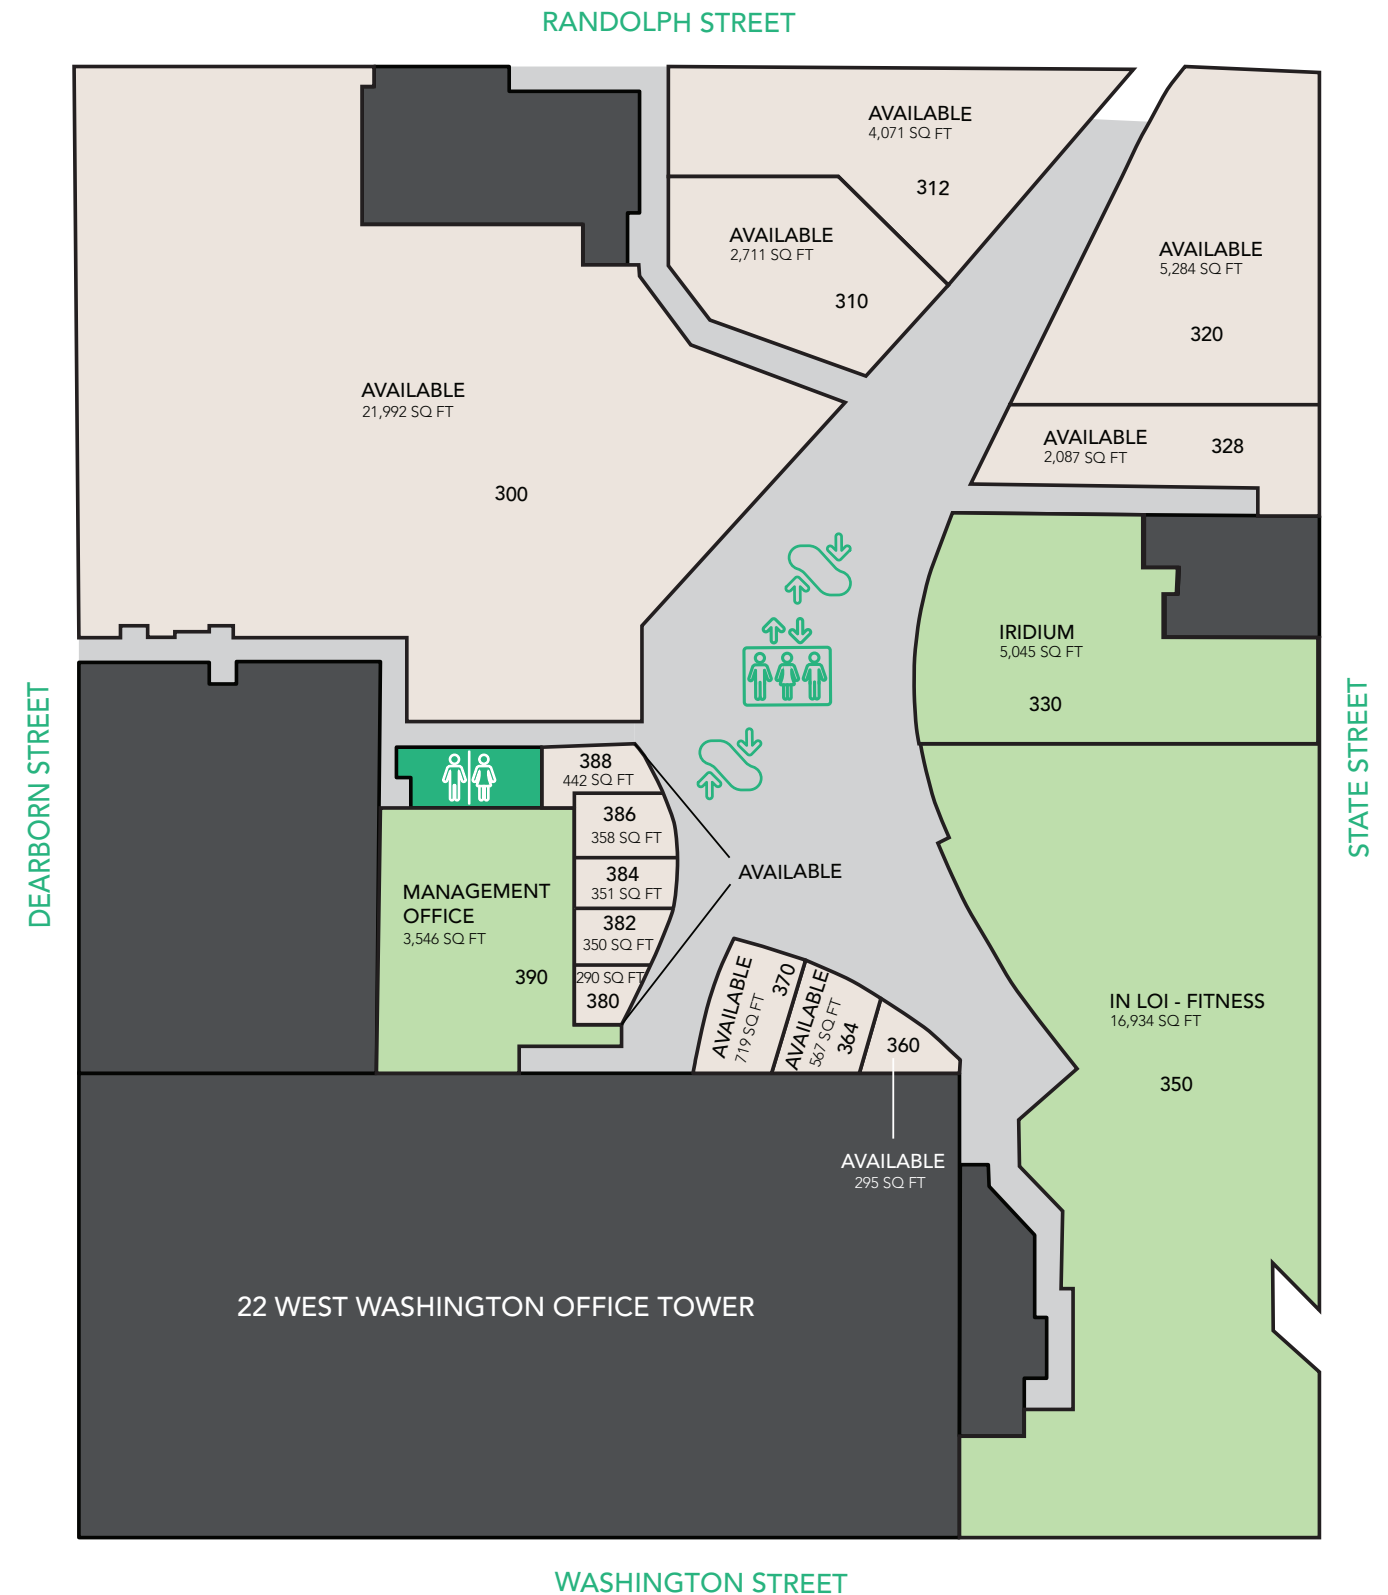 RANDOLPH STREET
AVAILABLE
4,071 SQ FT
312
AVAILABLE
2,711 SQ FT
310
AVAILABLE
5,284 SQ FT
320
AVAILABLE
21,992 SQ FT
300
AVAILABLE
2,087 SQ FT
328
IRIDIUM
5,045 SQ FT
330
DEARBORN STREET
STATE STREET
388
442 SQ FT
386
358 SQ FT
384
351 SQ FT
382
350 SQ FT
290 SQ FT
380
AVAILABLE
MANAGEMENT
OFFICE
3,546 SQ FT
390
AVAILABLE
719 SQ FT
370
AVAILABLE
567 SQ FT
364
360
AVAILABLE
295 SQ FT
IN LOI - FITNESS
16,934 SQ FT
350
22 WEST WASHINGTON OFFICE TOWER
WASHINGTON STREET